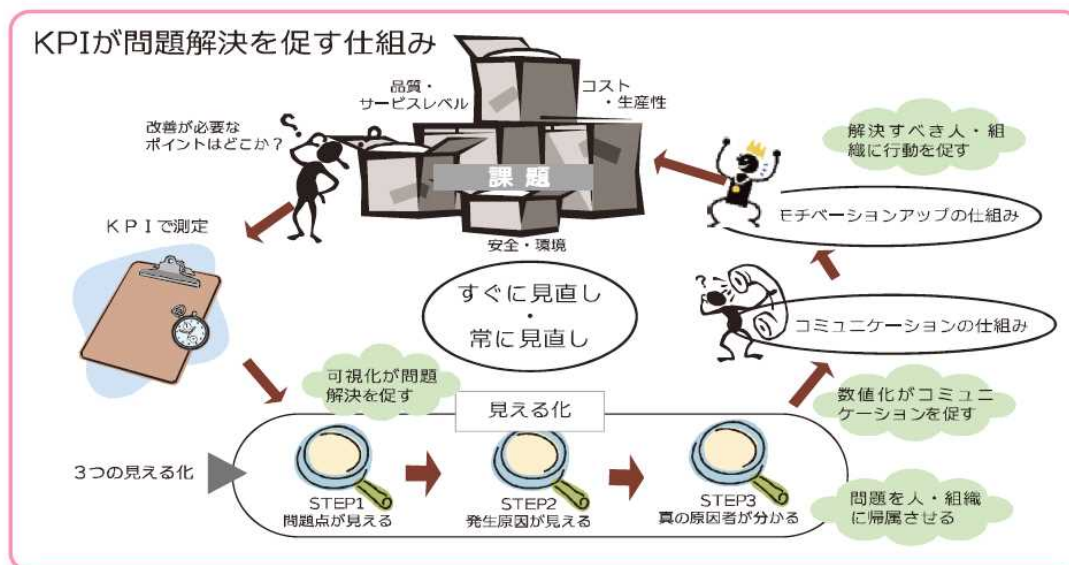 KPIが問題解決を促す仕組み
品質・
サービスレベル
コスト
・生産性
改善が必要な
ポイントはどこか？
?
課題
安全・環境
解決すべき人・組
織に行動を促す
モチベーションアップの仕組み
KPIで測定
すぐに見直し
・
常に見直し
?
!
コミュニケーションの仕組み
可視化が問題
解決を促す
見える化
数値化がコミュニ
ケーションを促す
3つの見える化
STEP1
問題点が見える
STEP2
発生原因が見える
STEP3
真の原因者が分かる
問題を人・組織
に帰属させる